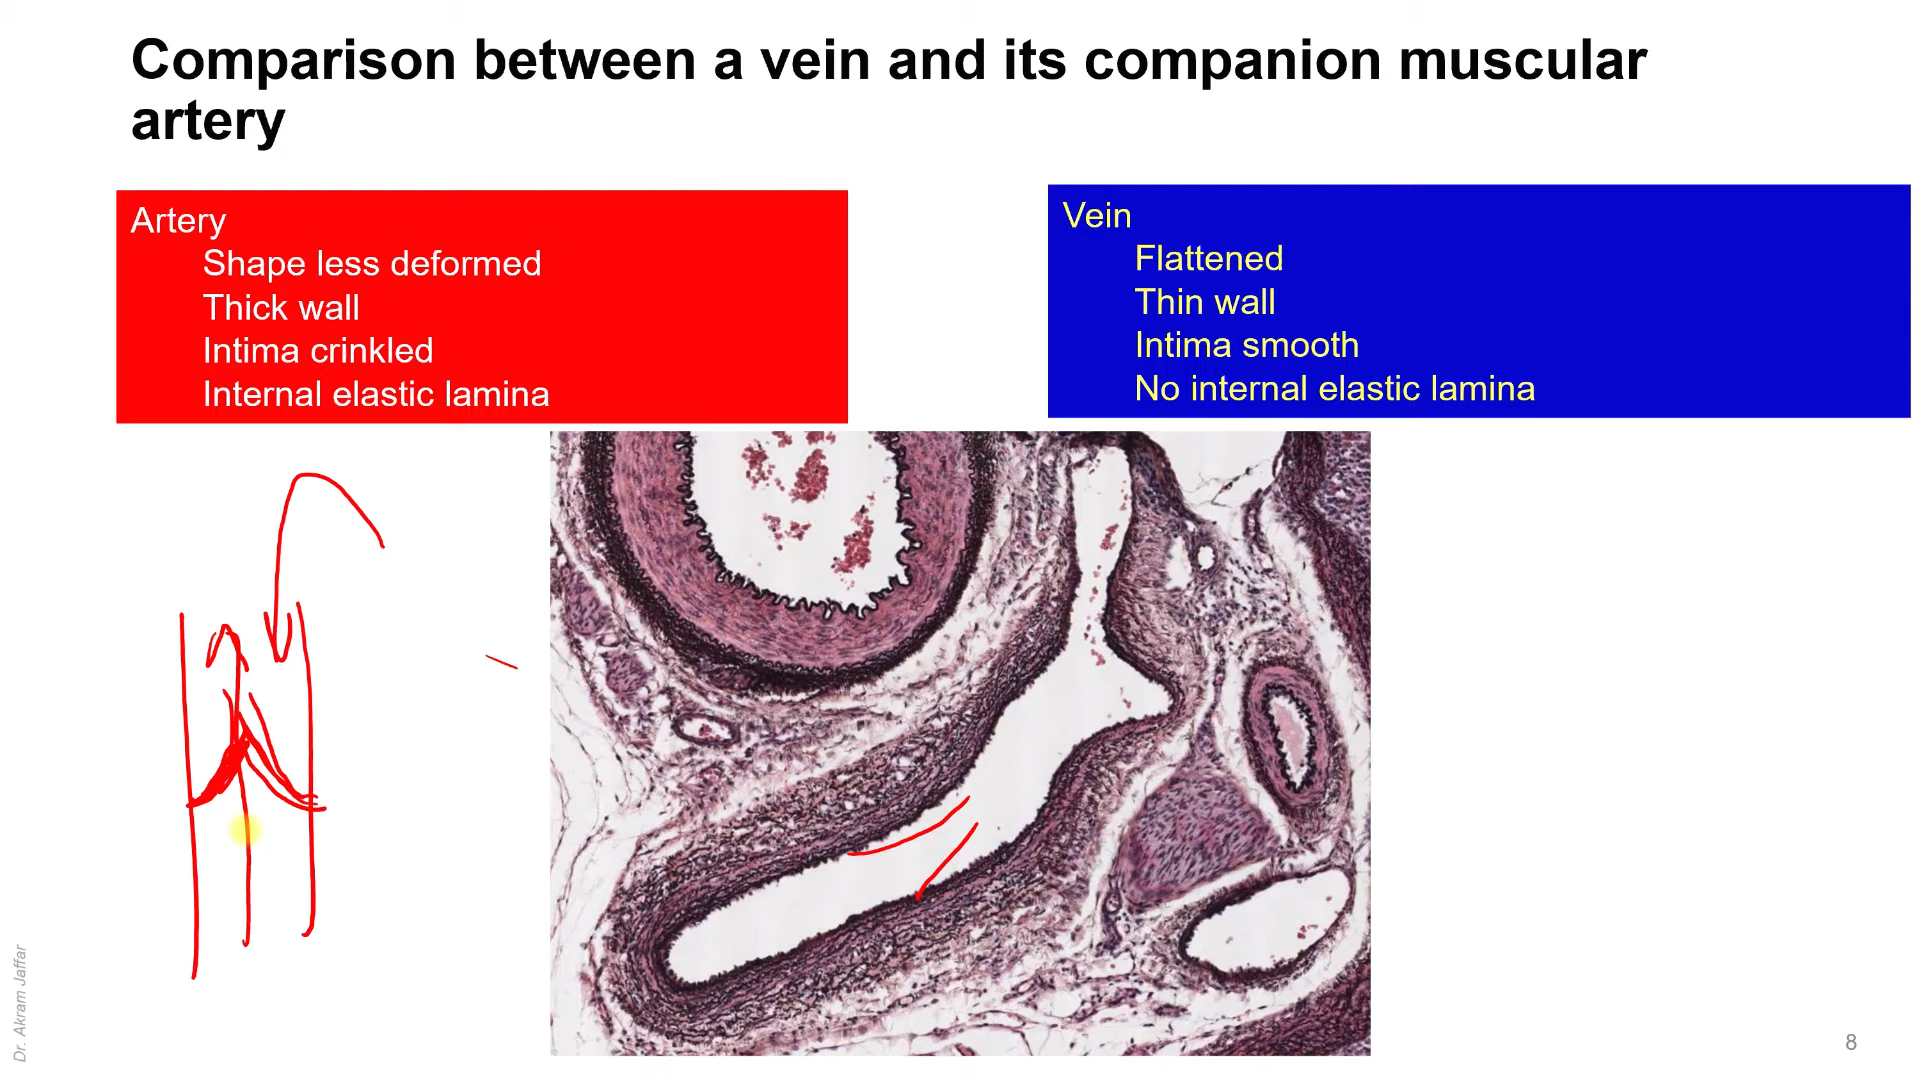 Comparison between a vein and its companion muscular
artery
Artery
Shape less deformed
Thick wall
Intima crinkled
Internal elastic lamina
Vein
Flattened
Thin wall
Intima smooth
No internal elastic lamina
Dr. Akram Jaffar
8